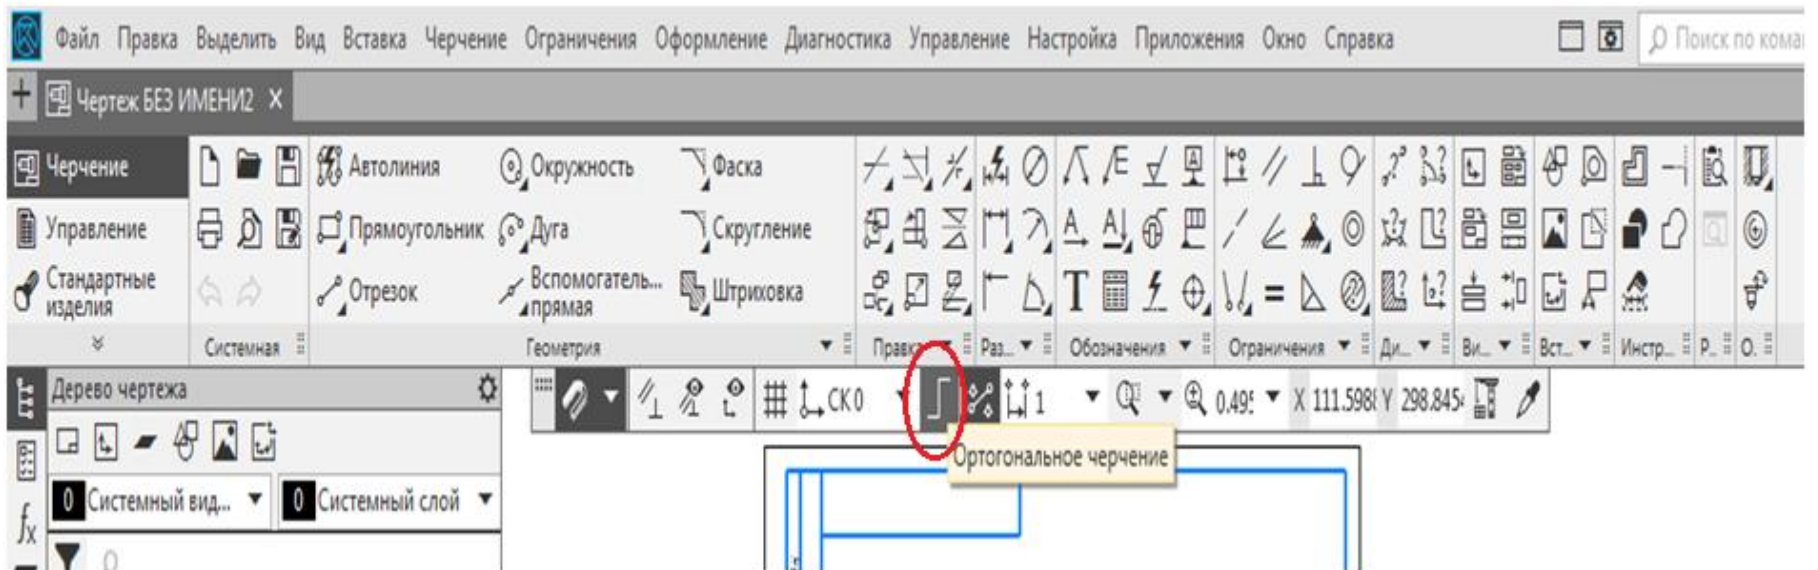 Файл Правка Выделить Вид Вставка Черчение Ограничения Оформление Диагностика Управление Настройка Приложения Окно Справка Поиск по кома
Чертеж БЕЗ ИМЕНИ2
Черчение Автолиния Окружность Фаска
Управление Прямоугольник Дуга Скругление
Стандартные изделия Отрезок Вспомогатель... прямая Штриховка
Системная Геометрия Правка Раз... Обозначения Ограничения Ди... Ви... Вст... Инстр... Р... О.
Дерево чертежа СК 0 1 0.495 X 111.598 Y 298.845
Ортогональное черчение
0 Системный вид... 0 Системный слой